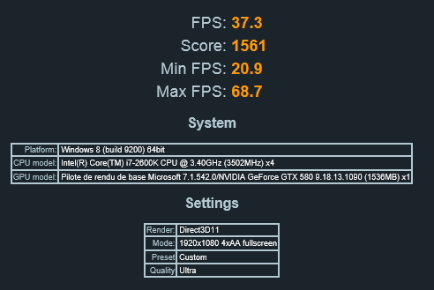 FPS: 37.3
Score: 1561
Min FPS: 20.9
Max FPS: 68.7
System
Platform: Windows 8 (build 9200) 64bit
CPU model: Intel(R) Core(TM) i7-2600K CPU @ 3.40GHz (3502MHz) x4
GPU model: Pilote de rendu de base Microsoft 7.1.542.0/NVIDIA GeForce GTX 580 9.18.13.1090 (1536MB) x1
Settings
Render: Direct3D11
Mode: 1920x1080 4xAA fullscreen
Preset Custom
Quality Ultra